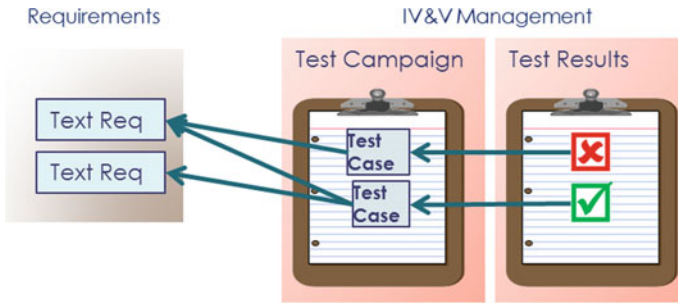 Requirements
IV&V Management
Test Campaign
Test Results
Text Req
Text Req
Test
Case
Test
Case